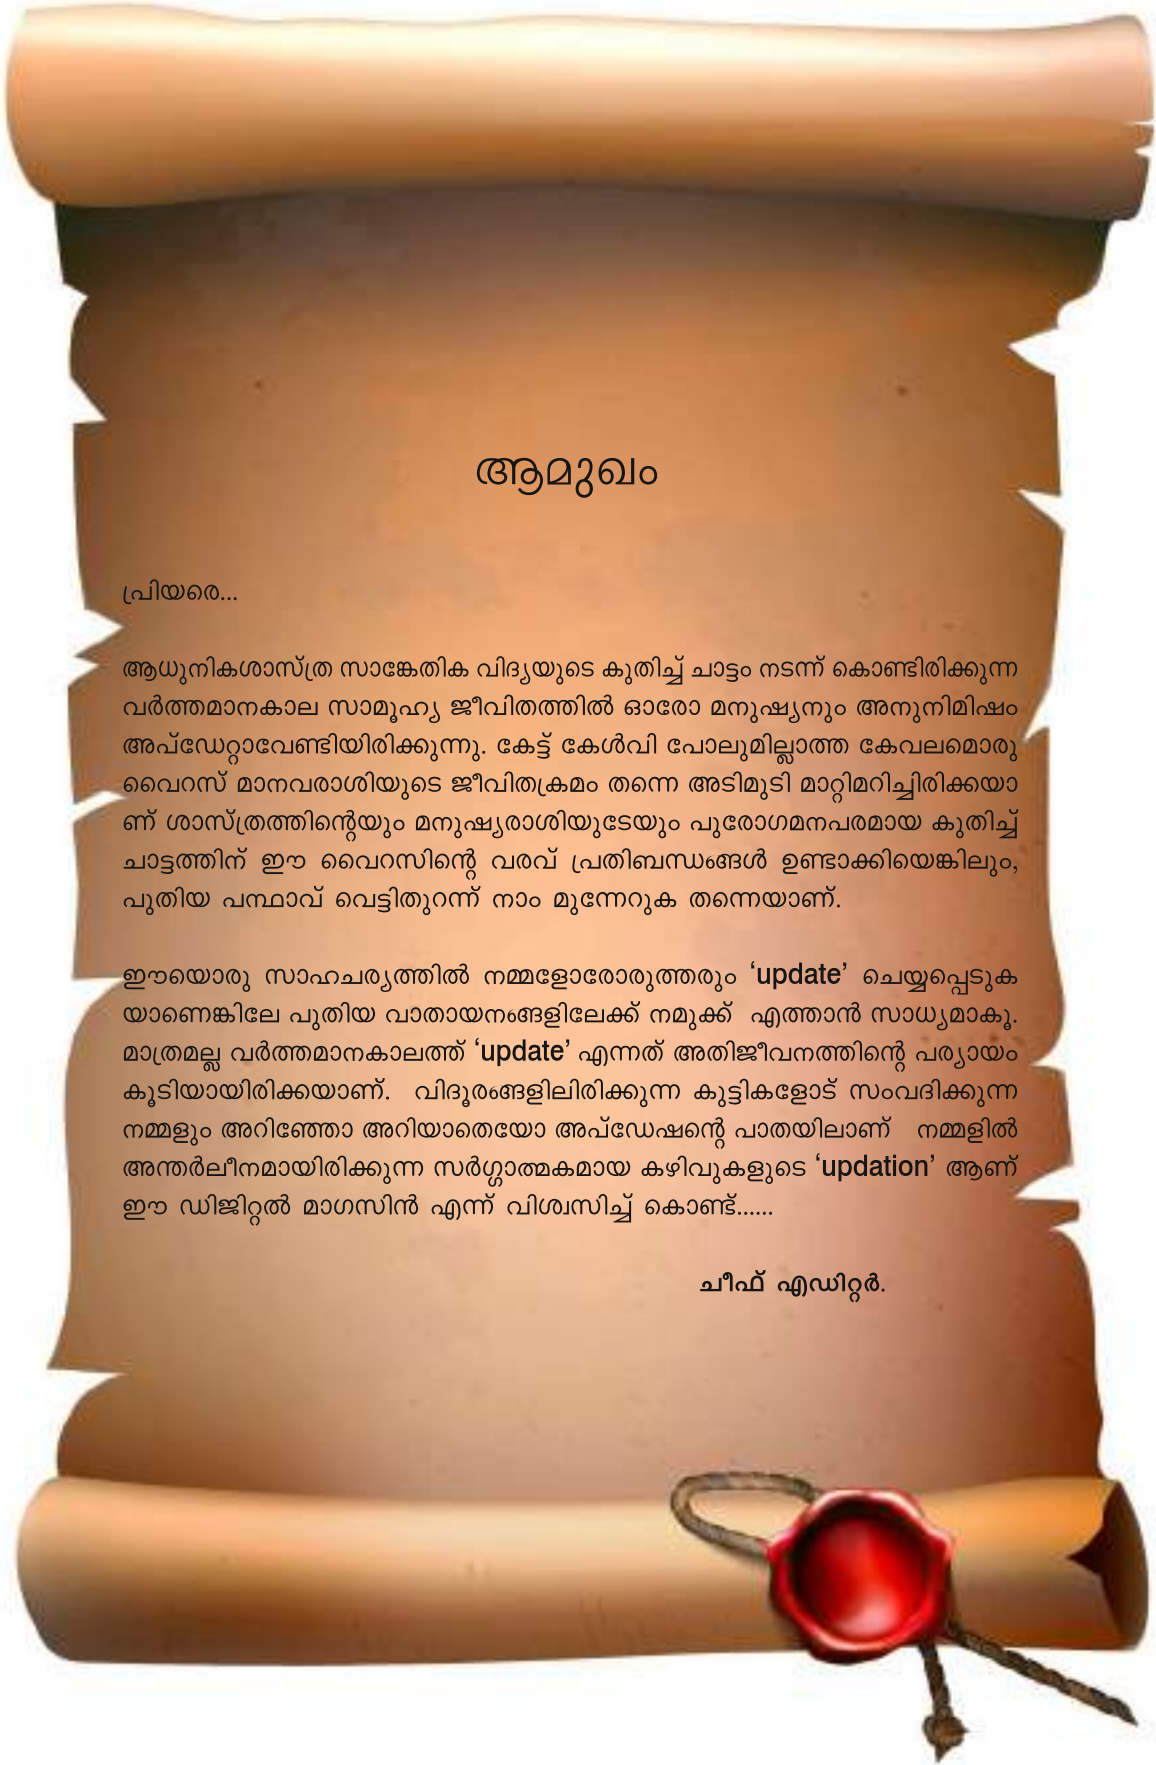 ആമുഖം
പ്രിയരെ...
ആധുനികശാസ്ത്ര സാങ്കേതിക വിദ്യയുടെ കുതിച്ച് ചാട്ടം നടന്ന് കൊണ്ടിരിക്കുന്ന
വർത്തമാനകാല സാമൂഹ്യ ജീവിതത്തിൽ ഓരോ മനുഷ്യനും അനുനിമിഷം
അപ്ഡേറ്റാവേണ്ടിയിരിക്കുന്നു. കേട്ട് കേൾവി പോലുമില്ലാത്ത കേവലമൊരു
വൈറസ് മാനവരാശിയുടെ ജീവിതക്രമം തന്നെ അടിമുടി മാറ്റിമറിച്ചിരിക്കയാ
ണ് ശാസ്ത്രത്തിന്റെയും മനുഷ്യരാശിയുടേയും പുരോഗമനപരമായ കുതിച്ച്
ചാട്ടത്തിന് ഈ വൈറസിന്റെ വരവ് പ്രതിബന്ധംങ്ങൾ ഉണ്ടാക്കിയെങ്കിലും,
പുതിയ പന്ഥാവ് വെട്ടിതുറന്ന് നാം മുന്നേറുക തന്നെയാണ്.
ഈയൊരു സാഹചര്യത്തിൽ നമ്മളോരോരുത്തരും ‘update’ ചെയ്യപ്പെടുക
യാണെങ്കിലേ പുതിയ വാതായനംങ്ങളിലേക്ക് നമുക്ക് എത്താൻ സാധ്യമാകൂ.
മാത്രമല്ല വർത്തമാനകാലത്ത് ‘update’ എന്നത് അതിജീവനത്തിന്റെ പര്യായം
കൂടിയായിരിക്കയാണ്. വിദൂരംങ്ങളിലിരിക്കുന്ന കുട്ടികളോട് സംവദിക്കുന്ന
നമ്മളും അറിഞ്ഞോ അറിയാതെയോ അപ്ഡേഷന്റെ പാതയിലാണ് നമ്മളിൽ
അന്തർലീനമായിരിക്കുന്ന സർഗ്ഗാത്മകമായ കഴിവുകളുടെ ‘updation’ ആണ്
ഈ ഡിജിറ്റൽ മാഗസിൻ എന്ന് വിശ്വസിച്ച് കൊണ്ട്......
ചീഫ് എഡിറ്റർ.